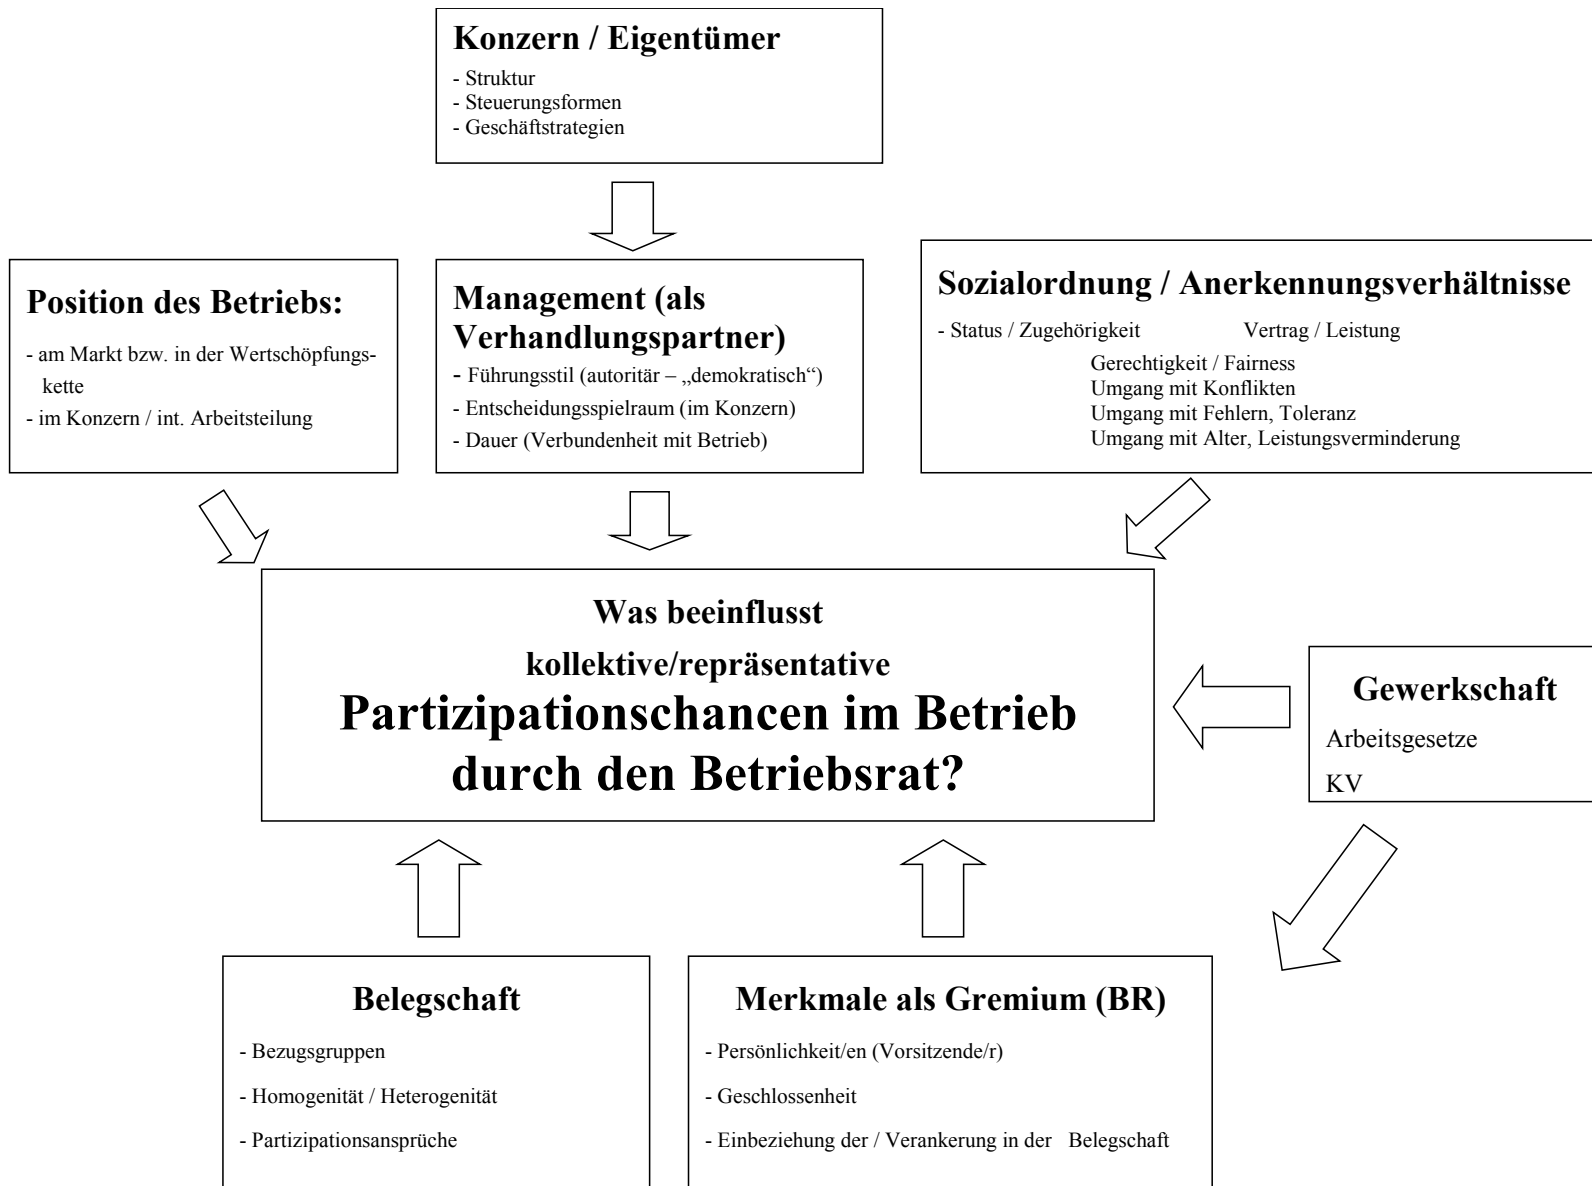 Konzern / Eigentümer
- Struktur
- Steuerungsformen
- Geschäftstrategien
Position des Betriebs:
- am Markt bzw. in der Wertschöpfungs-
kette
- im Konzern / int. Arbeitsteilung
Management (als
Verhandlungspartner)
- Führungsstil (autoritär – „demokratisch“)
- Entscheidungsspielraum (im Konzern)
- Dauer (Verbundenheit mit Betrieb)
Sozialordnung / Anerkennungsverhältnisse
- Status / Zugehörigkeit Vertrag / Leistung
Gerechtigkeit / Fairness
Umgang mit Konflikten
Umgang mit Fehlern, Toleranz
Umgang mit Alter, Leistungsverminderung
Was beeinflusst
kollektive/repräsentative
Partizipationschancen im Betrieb
durch den Betriebsrat?
Gewerkschaft
Arbeitsgesetze
KV
Belegschaft
- Bezugsgruppen
- Homogenität / Heterogenität
- Partizipationsansprüche
Merkmale als Gremium (BR)
- Persönlichkeit/en (Vorsitzende/r)
- Geschlossenheit
- Einbeziehung der / Verankerung in der Belegschaft